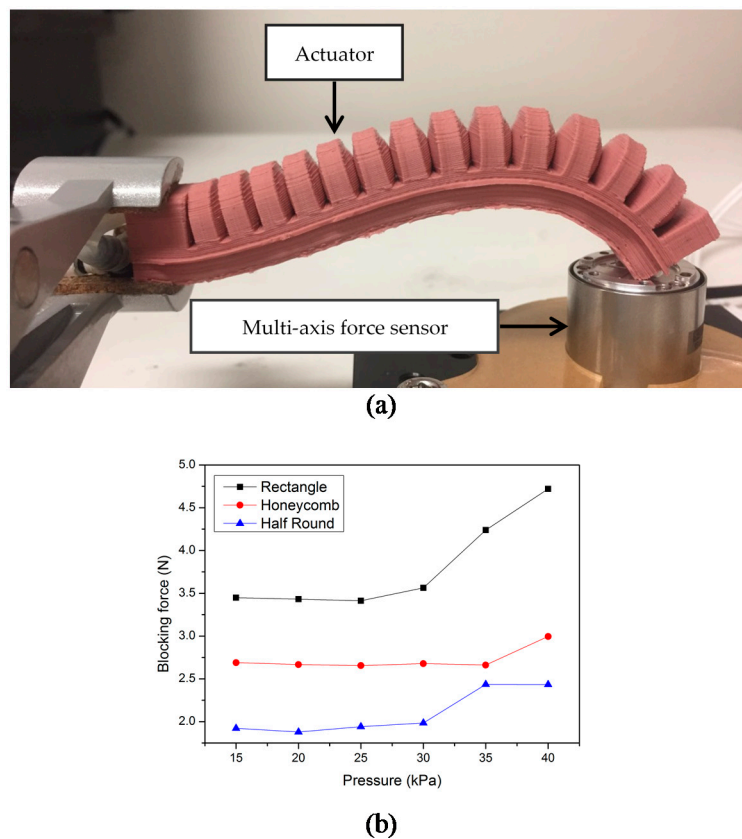 Actuator
Multi-axis force sensor
(a)
5.0
4.5
4.0
3.5
3.0
2.5
2.0
Blocking force (N)
Rectangle
Honeycomb
Half Round
15 20 25 30 35 40
Pressure (kPa)
(b)